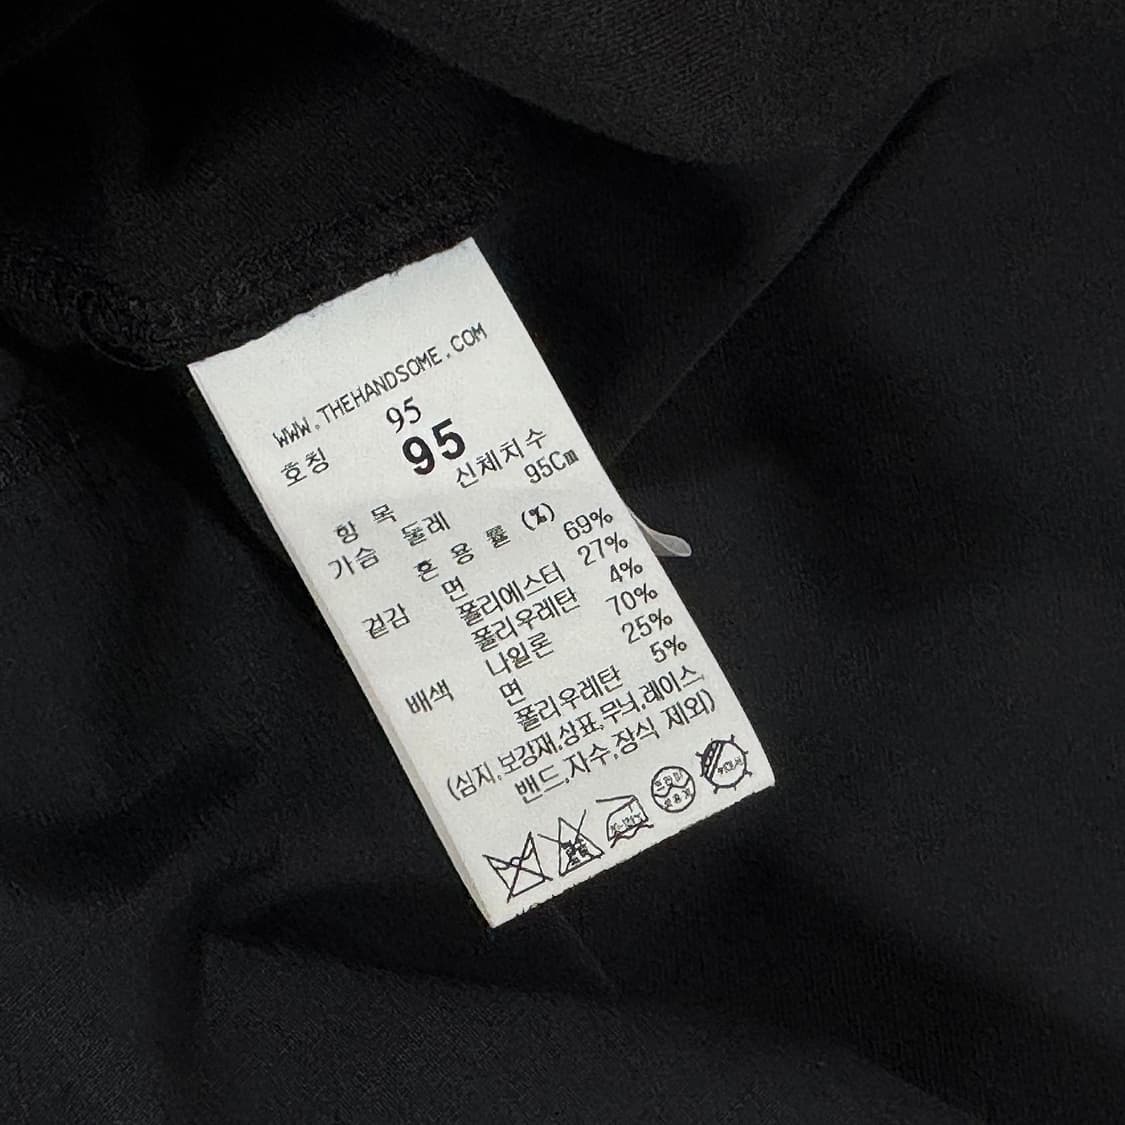 WWW.THEHANDSOME.COM
95
호칭 95
항 목 신체치수
가슴 둘레 95Cm
혼 용 률 (%)
겉감 면 69%
폴리에스터 27%
폴리우레탄 4%
배색 나일론 70%
면 25%
폴리우레탄 5%
(심지,보강재,상표,무늬,레이스,
밴드,자수,장식 제외)
드라이